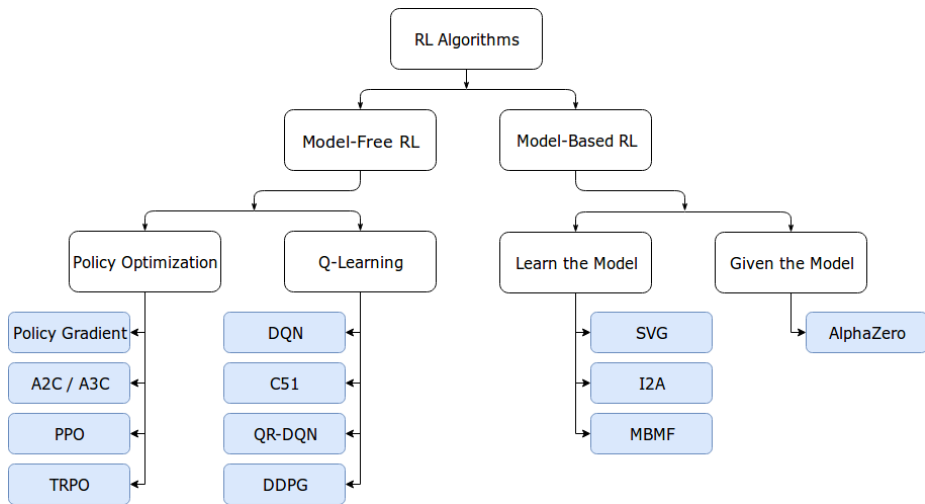 RL Algorithms
Model-Free RL
Model-Based RL
Policy Optimization
Q-Learning
Learn the Model
Given the Model
Policy Gradient
DQN
SVG
AlphaZero
A2C / A3C
C51
I2A
PPO
QR-DQN
MBMF
TRPO
DDPG